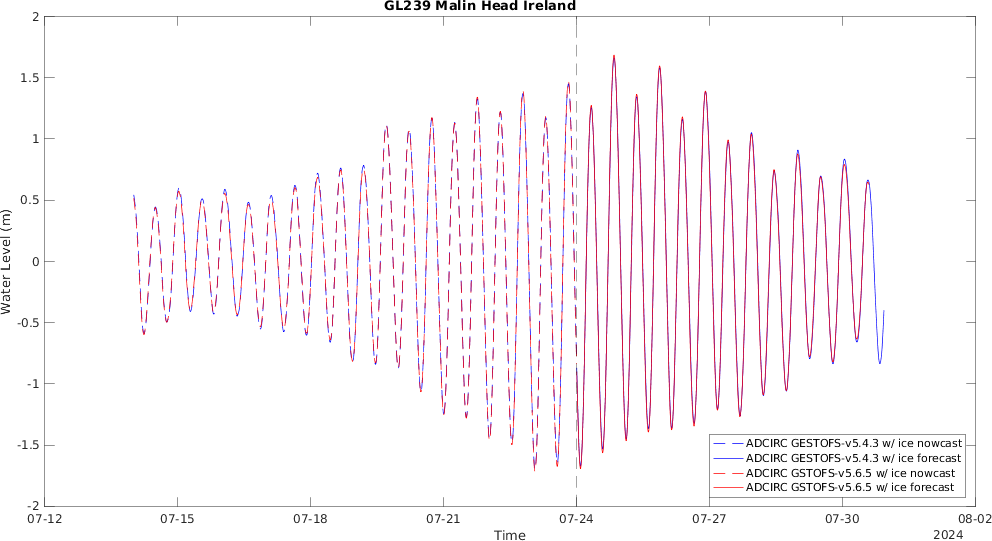 GL239 Malin Head Ireland
2
1.5
1
0.5
0
-0.5
-1
-1.5
-2
Water Level (m)
07-12
07-15
07-18
07-21
07-24
07-27
07-30
08-02
Time
2024
ADCIRC GESTOFS-v5.4.3 w/ ice nowcast
ADCIRC GESTOFS-v5.4.3 w/ ice forecast
ADCIRC GSTOFS-v5.6.5 w/ ice nowcast
ADCIRC GSTOFS-v5.6.5 w/ ice forecast